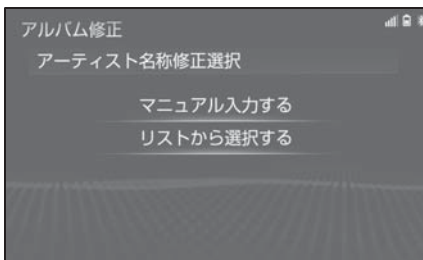 アルバム修正
アーティスト名称修正選択
マニュアル入力する
リストから選択する